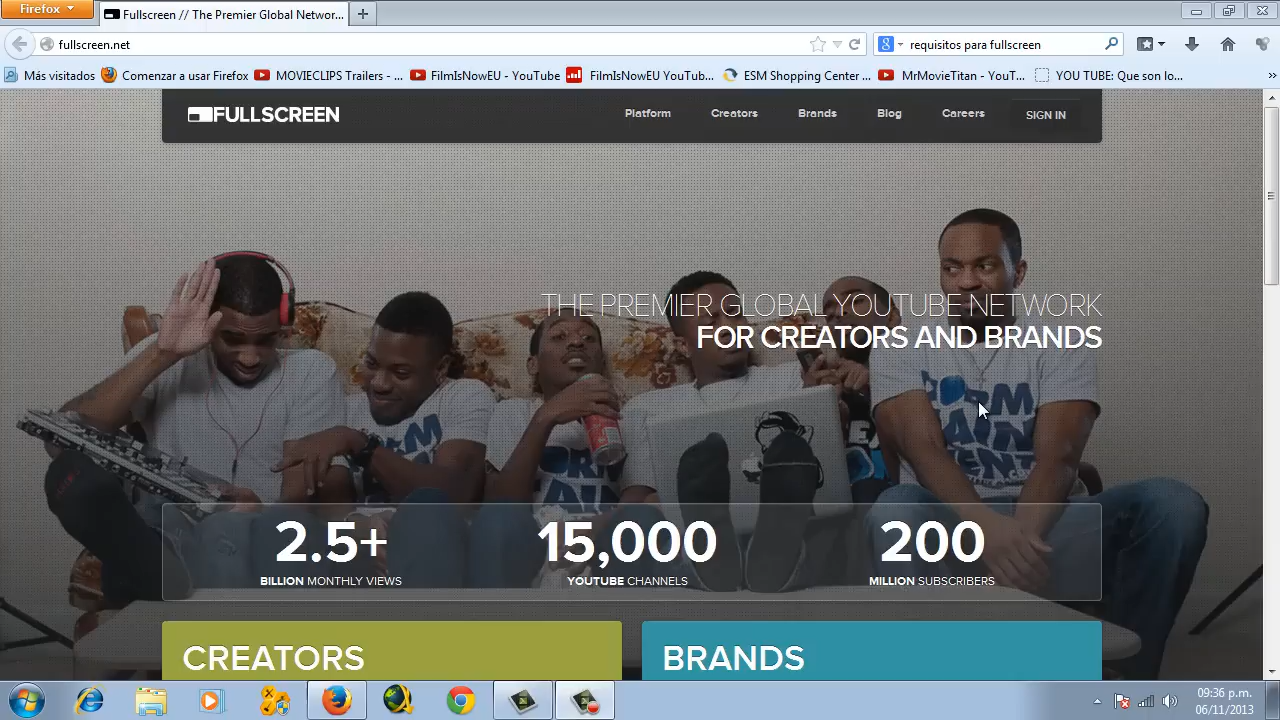 Firefox
Fullscreen // The Premier Global Networ...
fullscreen.net
requisitos para fullscreen
Más visitados
Comenzar a usar Firefox
MOVIECLIPS Trailers - ...
FilmIsNowEU - YouTube
FilmIsNowEU YouTub...
ESM Shopping Center ...
MrMovieTitan - YouT...
YOU TUBE: Que son lo...
FULLSCREEN
Platform
Creators
Brands
Blog
Careers
SIGN IN
THE PREMIER GLOBAL YOUTUBE NETWORK
FOR CREATORS AND BRANDS
2.5+
15,000
200
BILLION MONTHLY VIEWS
YOUTUBE CHANNELS
MILLION SUBSCRIBERS
CREATORS
BRANDS
09:36 p.m.
06/11/2013